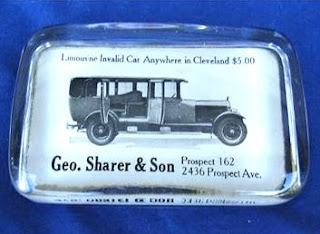 Limousine Invalid Car Anywhere in Cleveland $5.00
Geo. Sharer & Son
Prospect 162
2436 Prospect Ave.